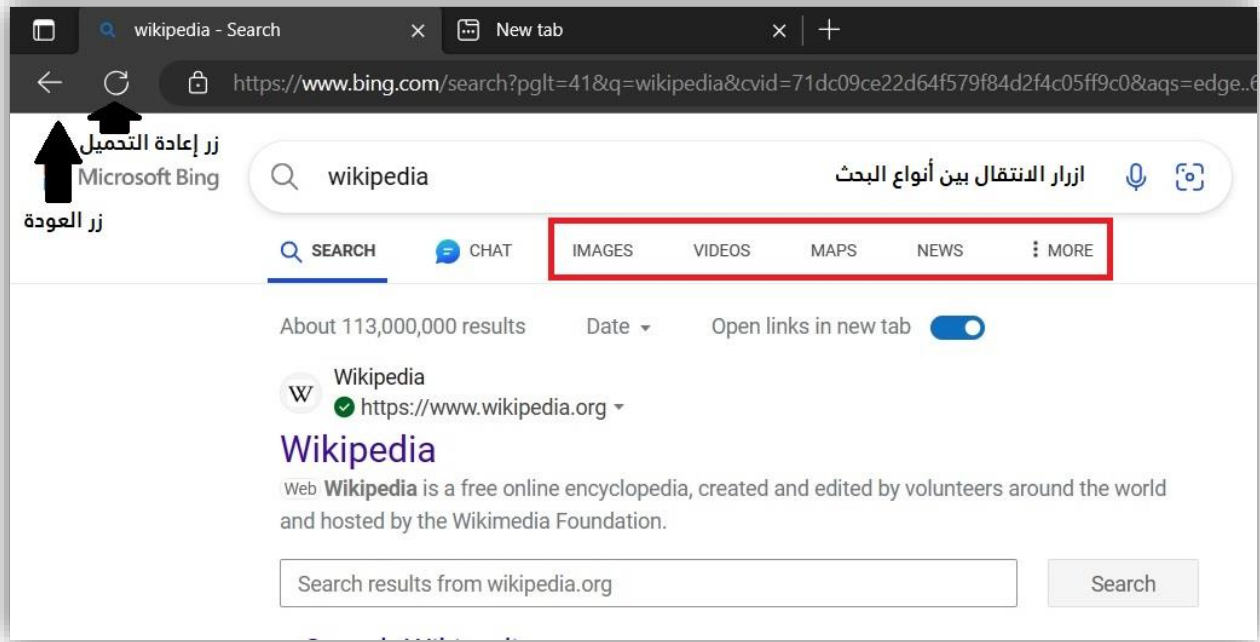 wikipedia - Search
New tab
https://www.bing.com/search?pglt=41&q=wikipedia&cvid=71dc09ce22d64f579f84d2f4c05ff9c0&aqs=edge..6
زر إعادة التحميل
Microsoft Bing
wikipedia
ازرار الانتقال بين أنواع البحث
زر العودة
SEARCH CHAT IMAGES VIDEOS MAPS NEWS MORE
About 113,000,000 results Date Open links in new tab
W
Wikipedia
https://www.wikipedia.org
Wikipedia
Web Wikipedia is a free online encyclopedia, created and edited by volunteers around the world
and hosted by the Wikimedia Foundation.
Search results from wikipedia.org Search